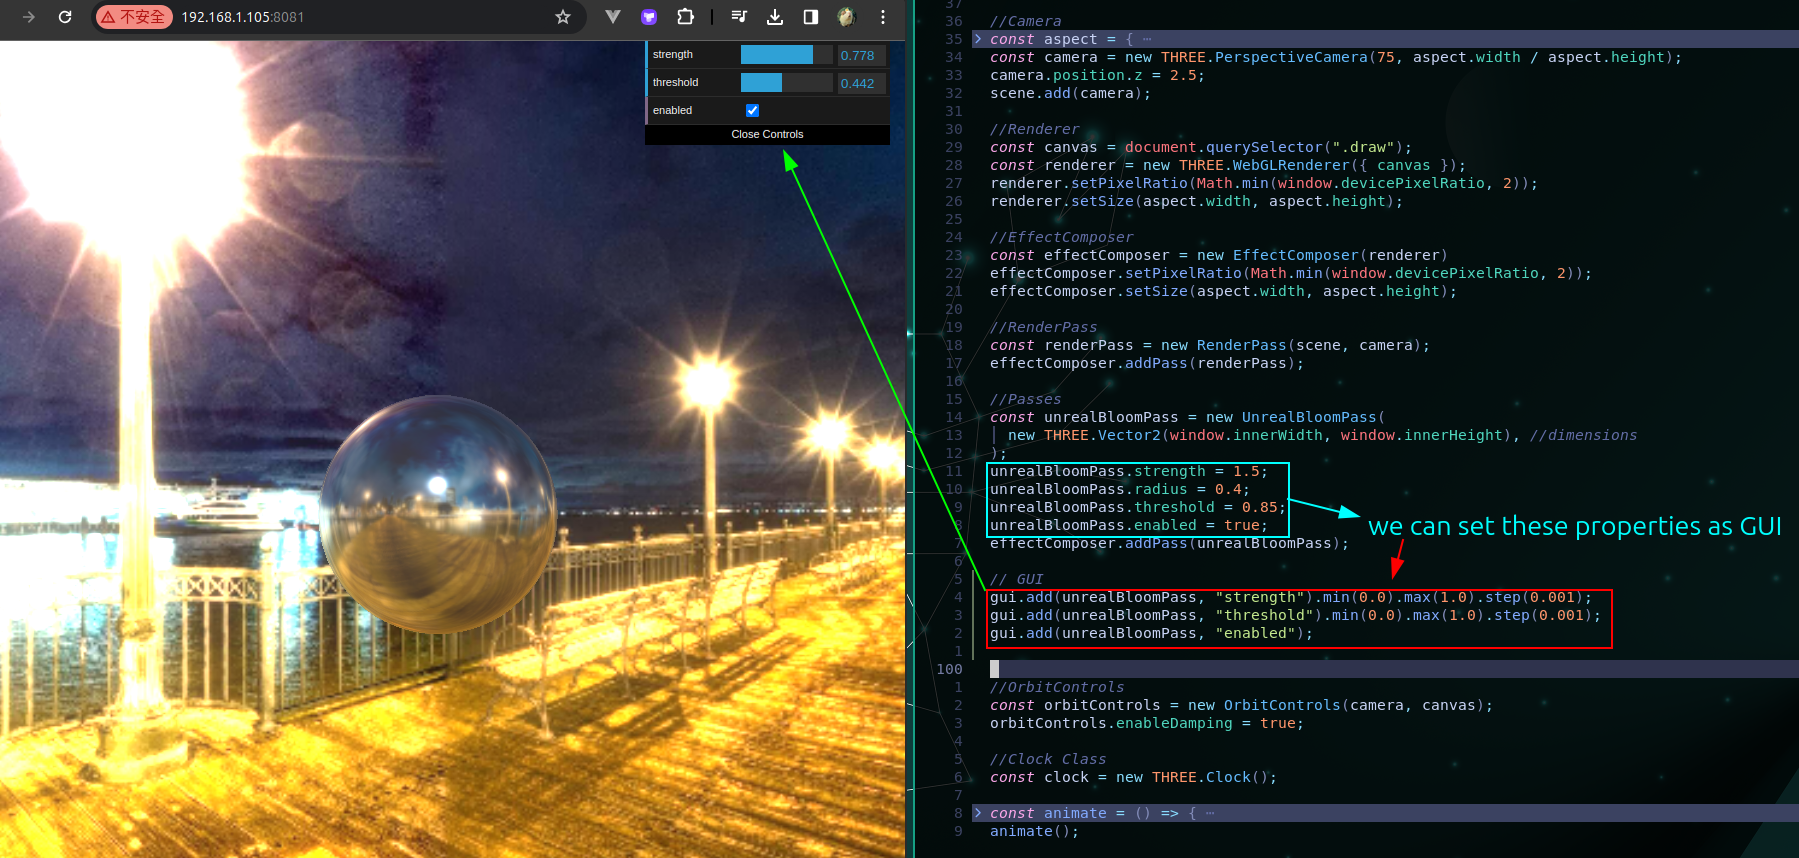 不安全 192.168.1.105:8081
strength 0.778
threshold 0.442
enabled
Close Controls
37
36 //Camera
35 const aspect = { ⋯
34 const camera = new THREE.PerspectiveCamera(75, aspect.width / aspect.height);
33 camera.position.z = 2.5;
32 scene.add(camera);
31
30 //Renderer
29 const canvas = document.querySelector(".draw");
28 const renderer = new THREE.WebGLRenderer({ canvas });
27 renderer.setPixelRatio(Math.min(window.devicePixelRatio, 2));
26 renderer.setSize(aspect.width, aspect.height);
25
24 //EffectComposer
23 const effectComposer = new EffectComposer(renderer)
22 effectComposer.setPixelRatio(Math.min(window.devicePixelRatio, 2));
21 effectComposer.setSize(aspect.width, aspect.height);
20
19 //RenderPass
18 const renderPass = new RenderPass(scene, camera);
17 effectComposer.addPass(renderPass);
16
15 //Passes
14 const unrealBloomPass = new UnrealBloomPass(
13 new THREE.Vector2(window.innerWidth, window.innerHeight), //dimensions
12 );
11 unrealBloomPass.strength = 1.5;
10 unrealBloomPass.radius = 0.4;
9 unrealBloomPass.threshold = 0.85;
8 unrealBloomPass.enabled = true;
we can set these properties as GUI
7 effectComposer.addPass(unrealBloomPass);
6
5 // GUI
4 gui.add(unrealBloomPass, "strength").min(0.0).max(1.0).step(0.001);
3 gui.add(unrealBloomPass, "threshold").min(0.0).max(1.0).step(0.001);
2 gui.add(unrealBloomPass, "enabled");
1
100
1 //OrbitControls
2 const orbitControls = new OrbitControls(camera, canvas);
3 orbitControls.enableDamping = true;
4
5 //Clock Class
6 const clock = new THREE.Clock();
7
8 const animate = () => { ⋯
9 animate();